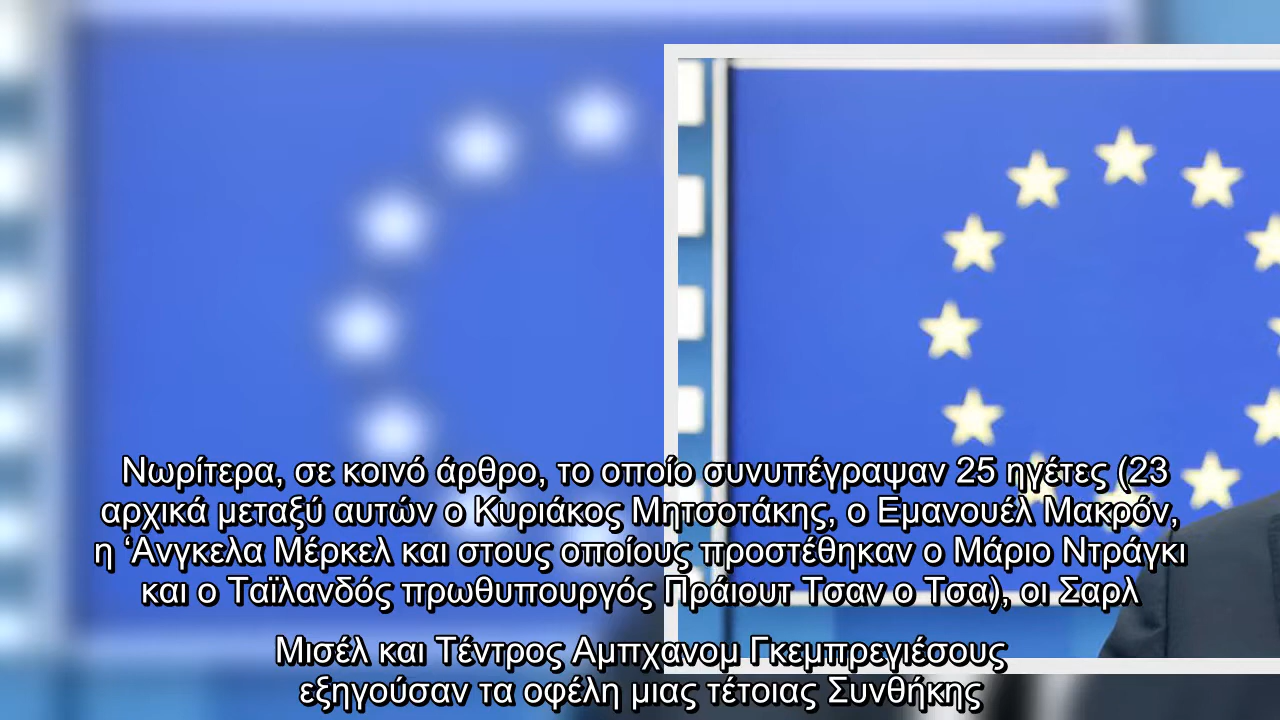 Νωρίτερα, σε κοινό άρθρο, το οποίο συνυπέγραψαν 25 ηγέτες (23
αρχικά μεταξύ αυτών ο Κυριάκος Μητσοτάκης, ο Εμανουέλ Μακρόν,
η ‘Ανγκελα Μέρκελ και στους οποίους προστέθηκαν ο Μάριο Ντράγκι
και ο Ταϊλανδός πρωθυπουργός Πράιουτ Τσαν ο Τσα), οι Σαρλ
Μισέλ και Τέντρος Αμπχανομ Γκεμπρεγιέσους
εξηγούσαν τα οφέλη μιας τέτοιας Συνθήκης